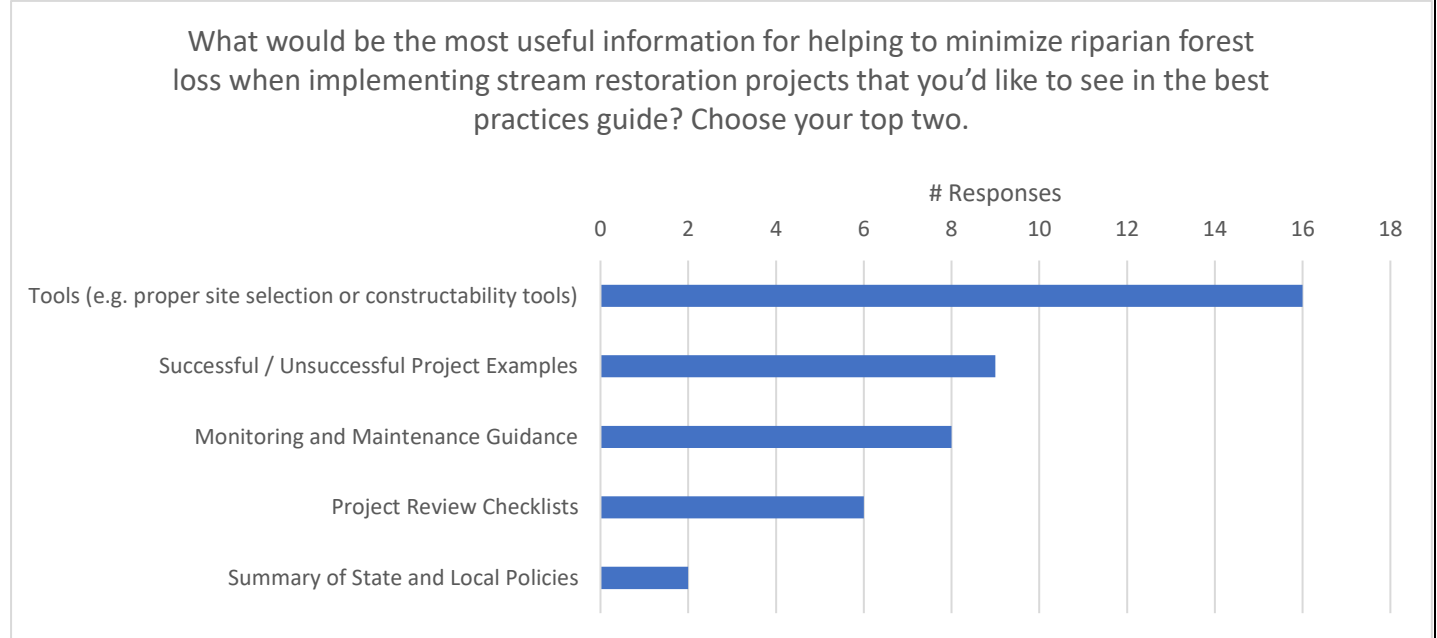 What would be the most useful information for helping to minimize riparian forest
loss when implementing stream restoration projects that you’d like to see in the best
practices guide? Choose your top two.
# Responses
0 2 4 6 8 10 12 14 16 18
Tools (e.g. proper site selection or constructability tools)
Successful / Unsuccessful Project Examples
Monitoring and Maintenance Guidance
Project Review Checklists
Summary of State and Local Policies